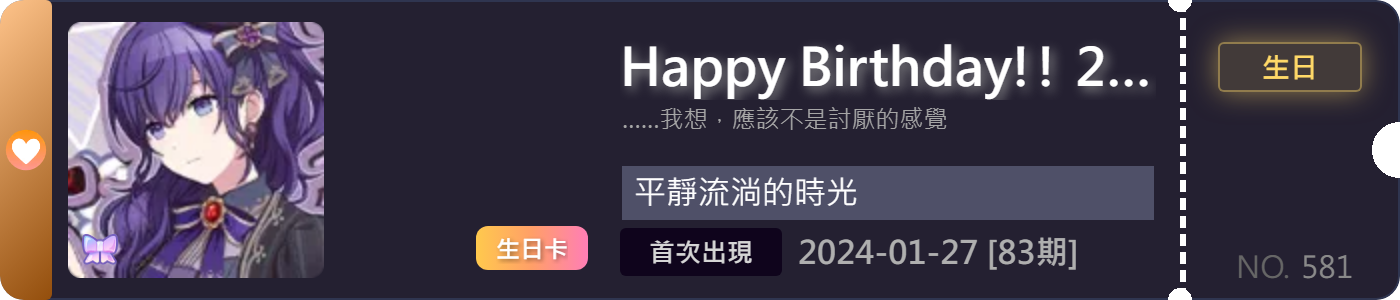 Happy Birthday!! 2...
......我想，應該不是討厭的感覺
平靜流淌的時光
生日卡
首次出現 2024-01-27 [83期]
生日
NO. 581